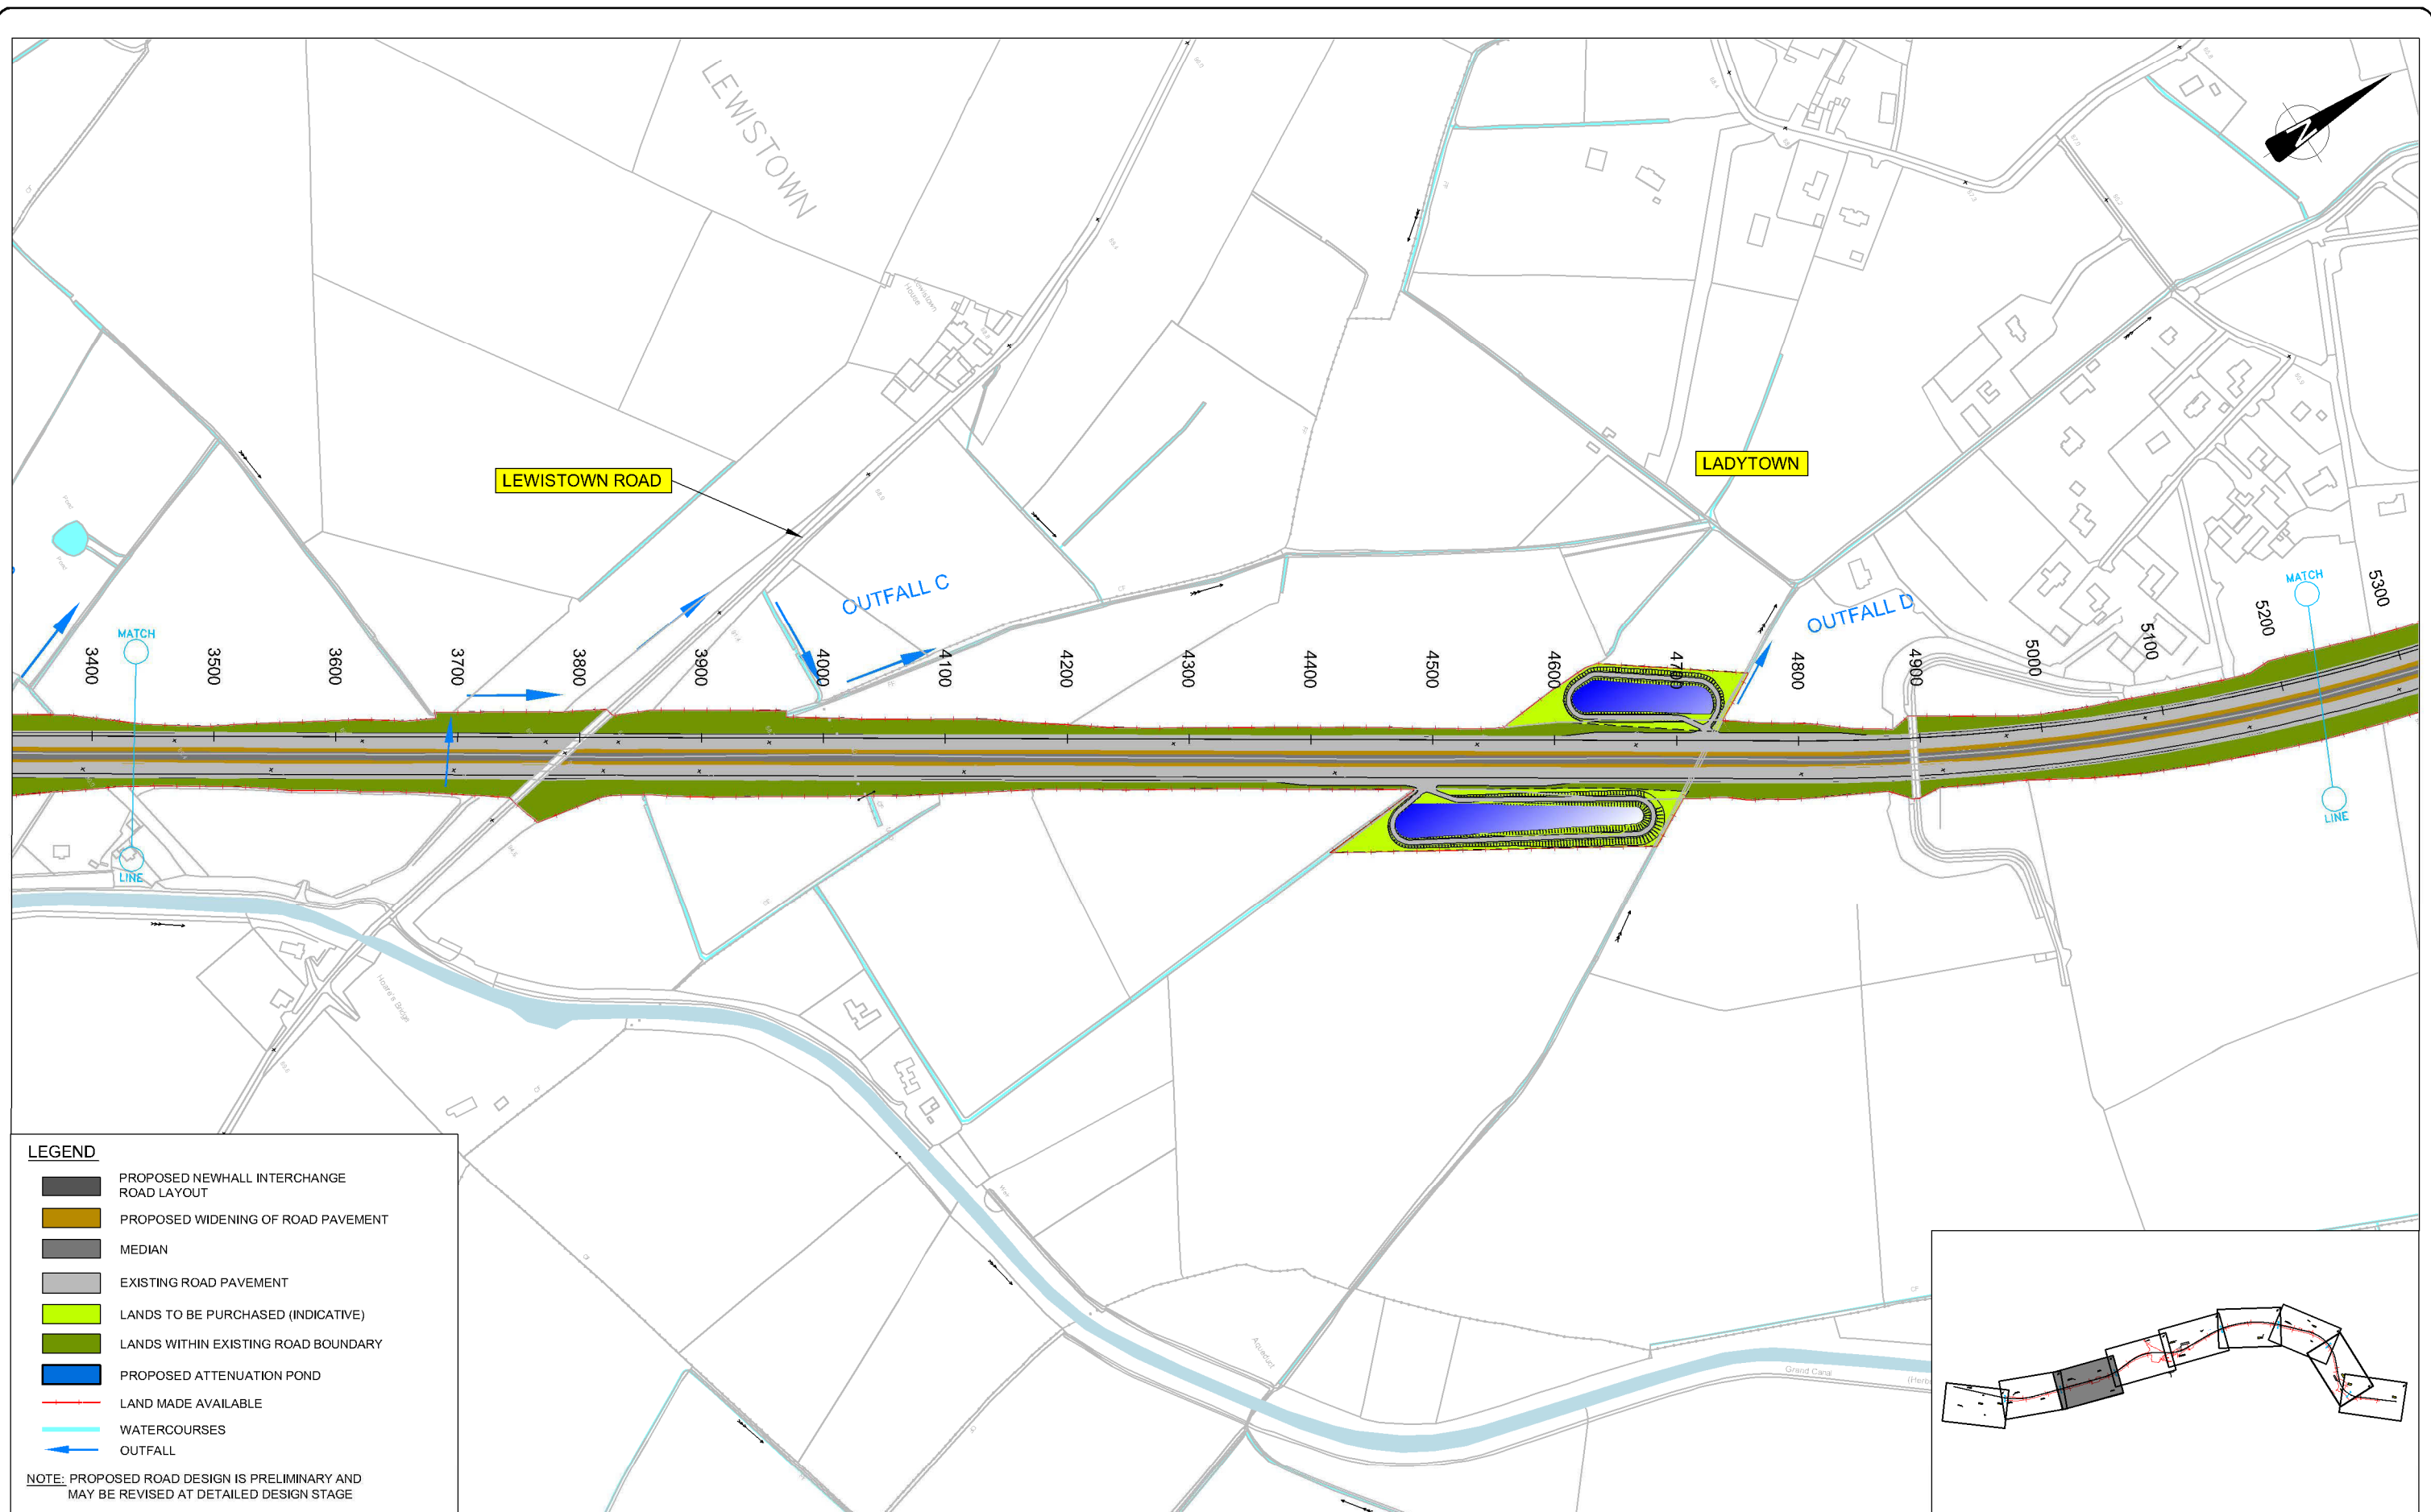 LEWISTOWN
N
Lewistown
House
LEWISTOWN ROAD
LADYTOWN
OUTFALL C
OUTFALL D
MATCH
LINE
MATCH
LINE
3400
3500
3600
3700
3800
3900
4000
4100
4200
4300
4400
4500
4600
4700
4800
4900
5000
5100
5200
5300
Aqueduct
Grand Canal
LEGEND
PROPOSED NEWHALL INTERCHANGE
ROAD LAYOUT
PROPOSED WIDENING OF ROAD PAVEMENT
MEDIAN
EXISTING ROAD PAVEMENT
LANDS TO BE PURCHASED (INDICATIVE)
LANDS WITHIN EXISTING ROAD BOUNDARY
PROPOSED ATTENUATION POND
LAND MADE AVAILABLE
WATERCOURSES
OUTFALL
NOTE: PROPOSED ROAD DESIGN IS PRELIMINARY AND
MAY BE REVISED AT DETAILED DESIGN STAGE